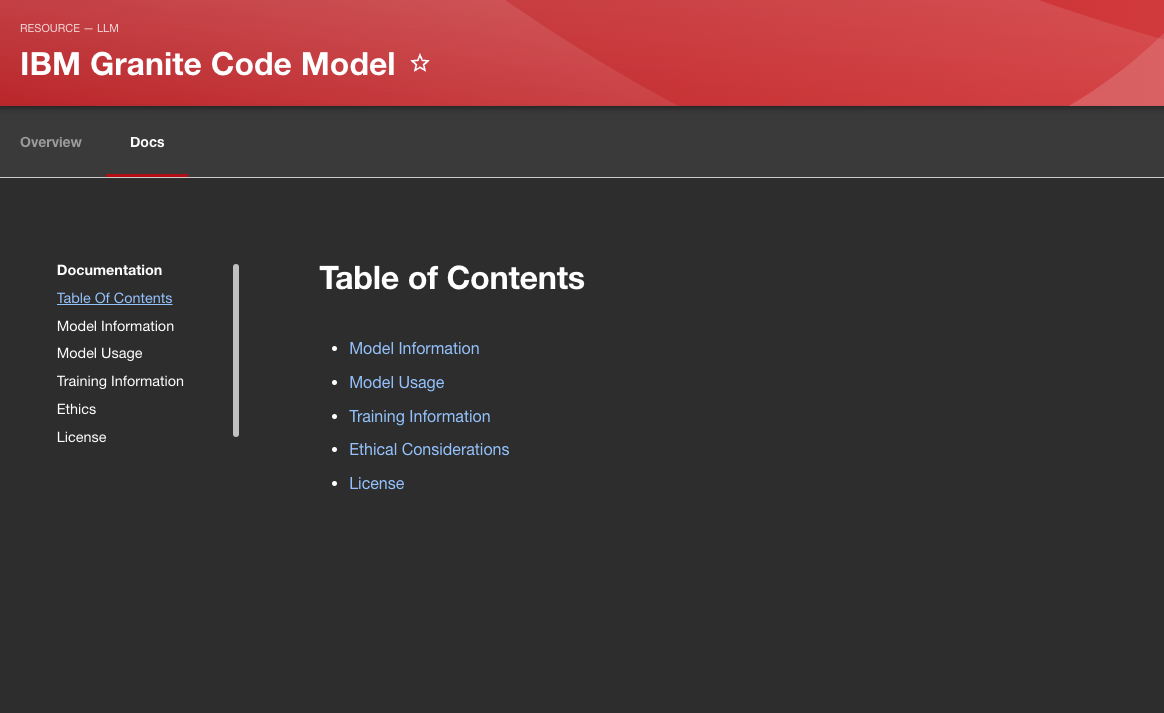 RESOURCE — LLM
IBM Granite Code Model
Overview
Docs
Documentation
Table Of Contents
Model Information
Model Usage
Training Information
Ethics
License
Table of Contents
Model Information
Model Usage
Training Information
Ethical Considerations
License